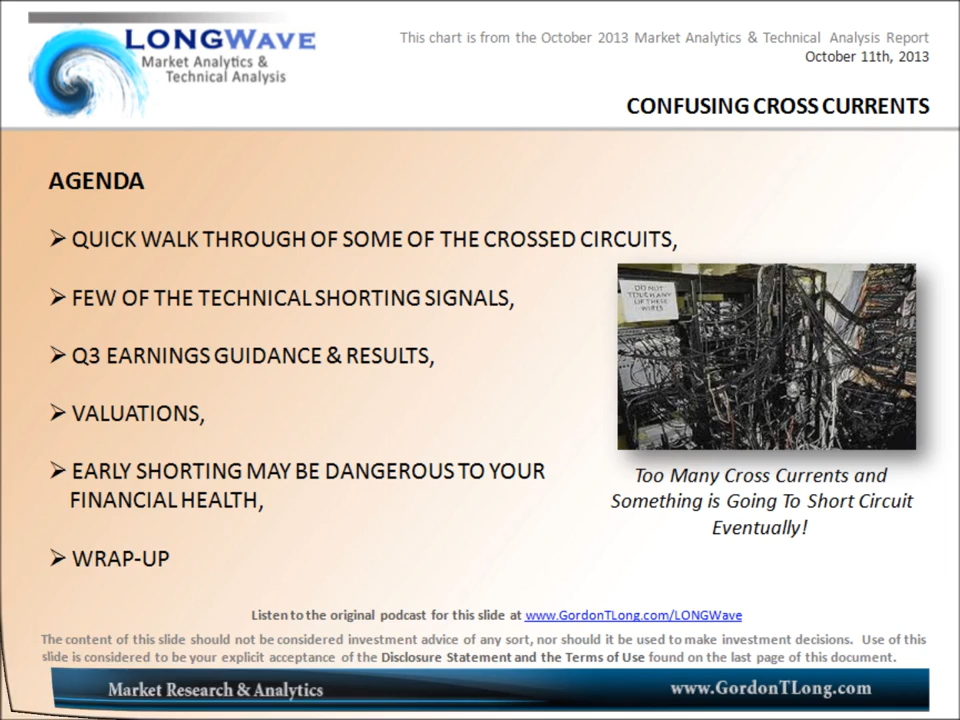 LONGWave
Market Analytics &
Technical Analysis
This chart is from the October 2013 Market Analytics & Technical Analysis Report
October 11th, 2013
CONFUSING CROSS CURRENTS
AGENDA
➢ QUICK WALK THROUGH OF SOME OF THE CROSSED CIRCUITS,
➢ FEW OF THE TECHNICAL SHORTING SIGNALS,
➢ Q3 EARNINGS GUIDANCE & RESULTS,
➢ VALUATIONS,
➢ EARLY SHORTING MAY BE DANGEROUS TO YOUR
FINANCIAL HEALTH,
➢ WRAP-UP
DO NOT
TOUCH ANY
OF THESE
WIRES
Too Many Cross Currents and
Something is Going To Short Circuit
Eventually!
Listen to the original podcast for this slide at www.GordonTLong.com/LONGWave
The content of this slide should not be considered investment advice of any sort, nor should it be used to make investment decisions. Use of this
slide is considered to be your explicit acceptance of the Disclosure Statement and the Terms of Use found on the last page of this document.
Market Research & Analytics
www.GordonTLong.com